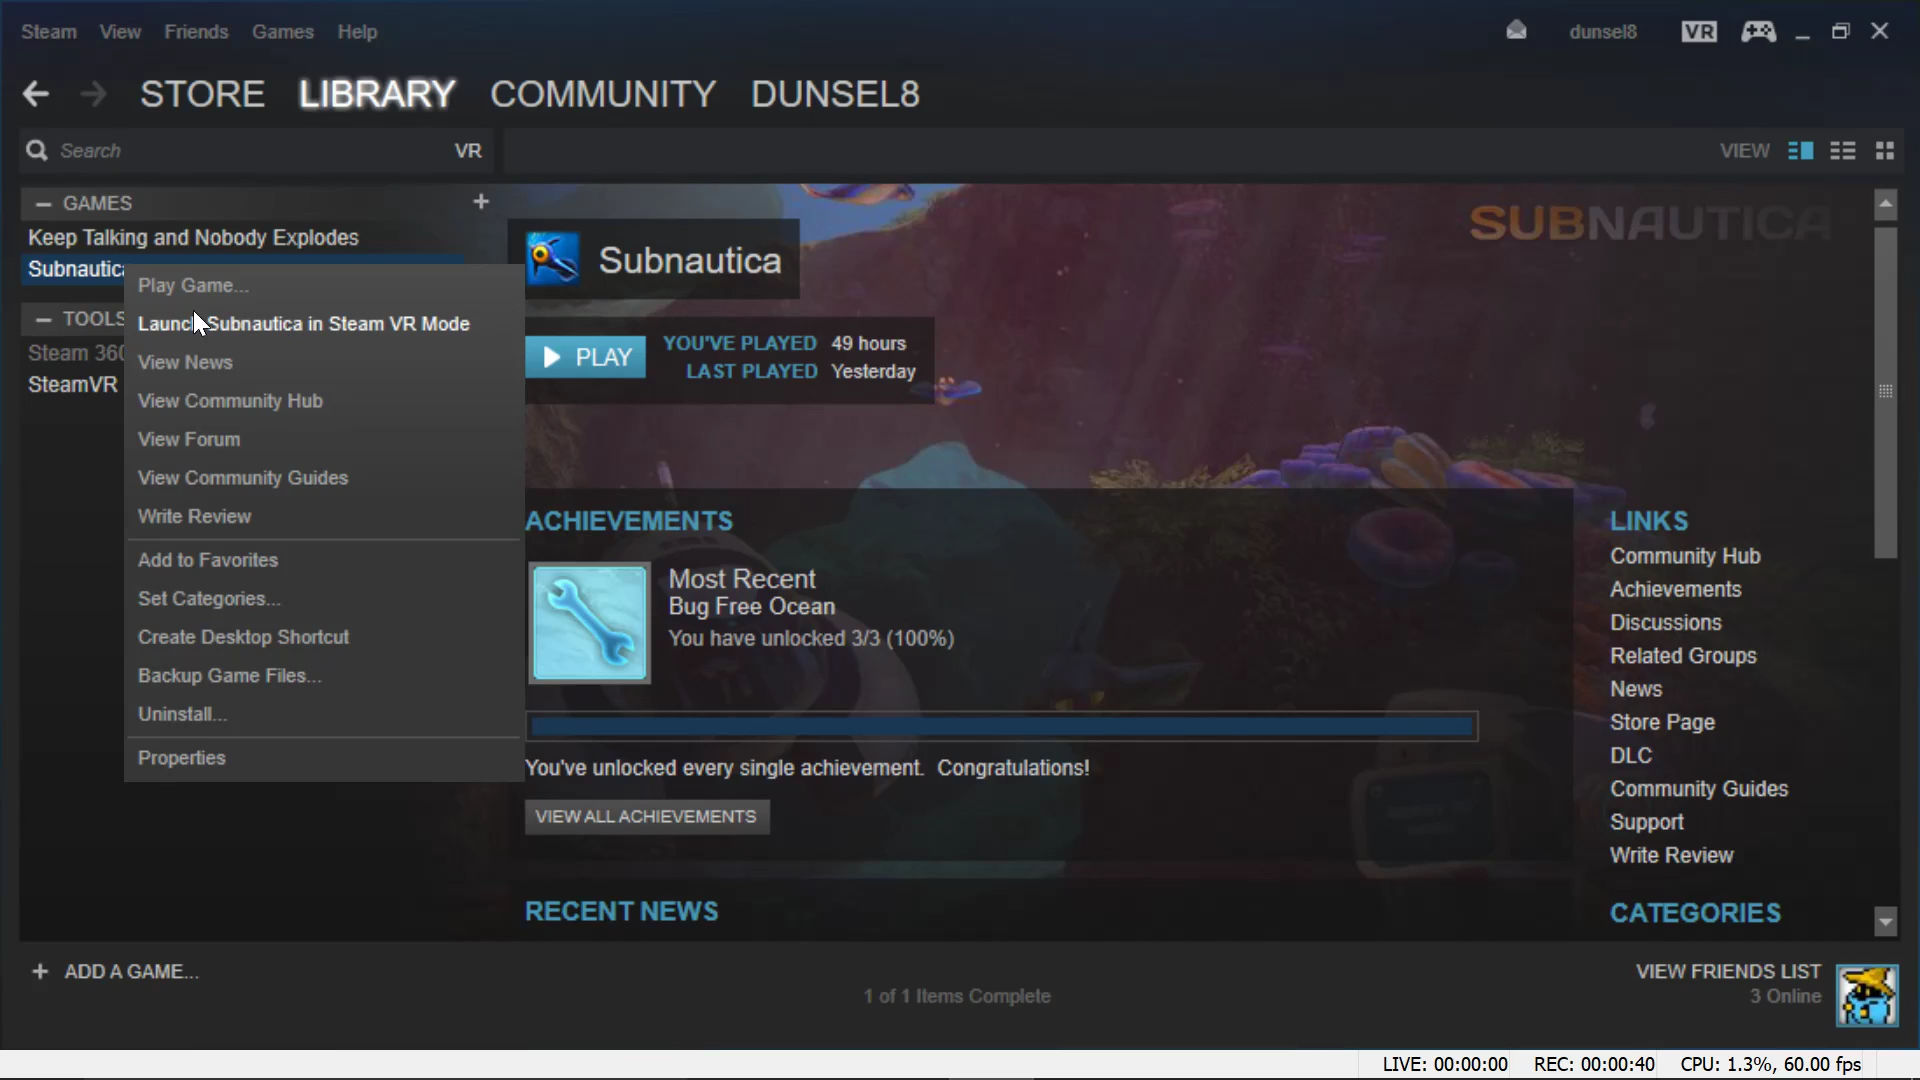 Steam View Friends Games Help
dunsel8 VR
STORE LIBRARY COMMUNITY DUNSEL8
Search VR
VIEW
GAMES +
Keep Talking and Nobody Explodes
Subnautica
TOOLS
Steam 360
SteamVR
Play Game...
Launch Subnautica in Steam VR Mode
View News
View Community Hub
View Forum
View Community Guides
Write Review
Add to Favorites
Set Categories...
Create Desktop Shortcut
Backup Game Files...
Uninstall...
Properties
SUBNAUTICA
Subnautica
PLAY
YOU'VE PLAYED 49 hours
LAST PLAYED Yesterday
ACHIEVEMENTS
Most Recent
Bug Free Ocean
You have unlocked 3/3 (100%)
You've unlocked every single achievement. Congratulations!
VIEW ALL ACHIEVEMENTS
RECENT NEWS
LINKS
Community Hub
Achievements
Discussions
Related Groups
News
Store Page
DLC
Community Guides
Support
Write Review
CATEGORIES
+ ADD A GAME...
1 of 1 Items Complete
VIEW FRIENDS LIST
3 Online
LIVE: 00:00:00 REC: 00:00:40 CPU: 1.3%, 60.00 fps